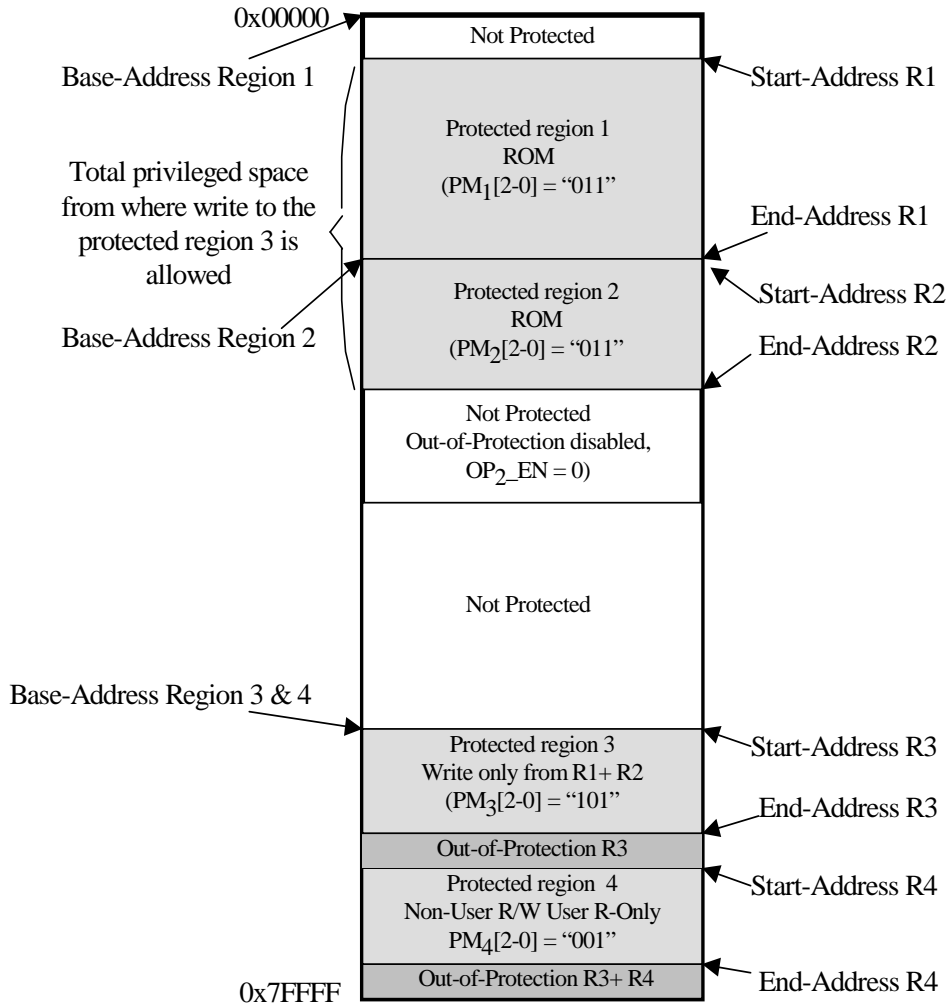 0x00000
Not Protected
Base-Address Region 1
Start-Address R1
Protected region 1
ROM
(PM1[2-0] = “011”
Total privileged space
from where write to the
protected region 3 is
allowed
End-Address R1
Start-Address R2
Protected region 2
ROM
(PM2[2-0] = “011”
Base-Address Region 2
End-Address R2
Not Protected
Out-of-Protection disabled,
OP2_EN = 0)
Not Protected
Base-Address Region 3 & 4
Start-Address R3
Protected region 3
Write only from R1+ R2
(PM3[2-0] = “101”
End-Address R3
Out-of-Protection R3
Start-Address R4
Protected region 4
Non-User R/W User R-Only
PM4[2-0] = “001”
Out-of-Protection R3+ R4
End-Address R4
0x7FFFF